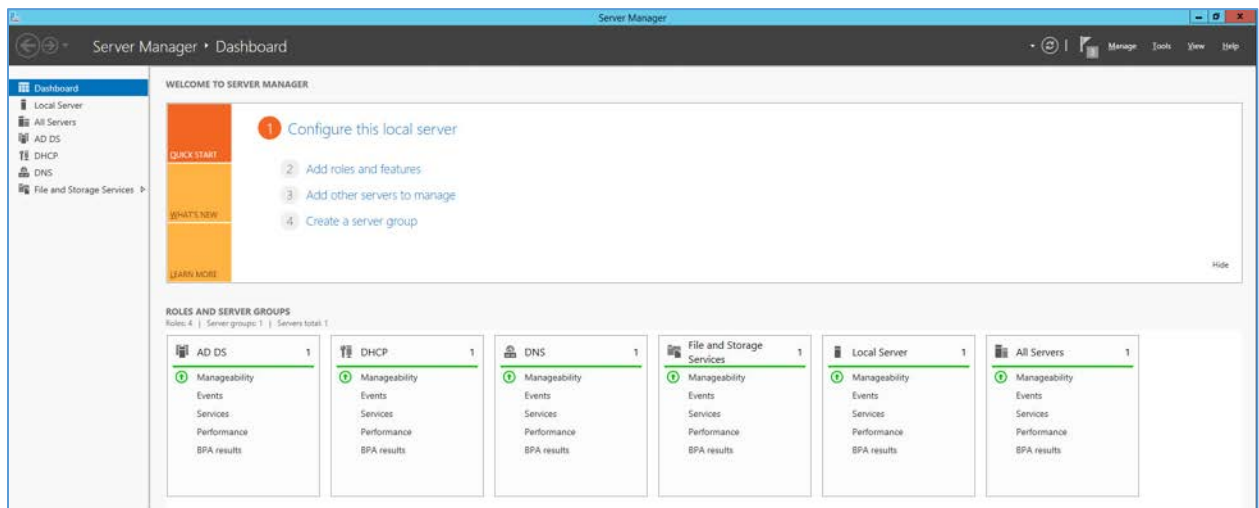 Server Manager
Server Manager • Dashboard
Manage Tools View Help
Dashboard
Local Server
All Servers
AD DS
DHCP
DNS
File and Storage Services
WELCOME TO SERVER MANAGER
QUICK START
WHAT'S NEW
LEARN MORE
1 Configure this local server
2 Add roles and features
3 Add other servers to manage
4 Create a server group
Hide
ROLES AND SERVER GROUPS
Roles: 4 | Server groups: 1 | Servers total: 1
AD DS 1
Manageability
Events
Services
Performance
BPA results
DHCP 1
Manageability
Events
Services
Performance
BPA results
DNS 1
Manageability
Events
Services
Performance
BPA results
File and Storage
Services 1
Manageability
Events
Services
Performance
BPA results
Local Server 1
Manageability
Events
Services
Performance
BPA results
All Servers 1
Manageability
Events
Services
Performance
BPA results